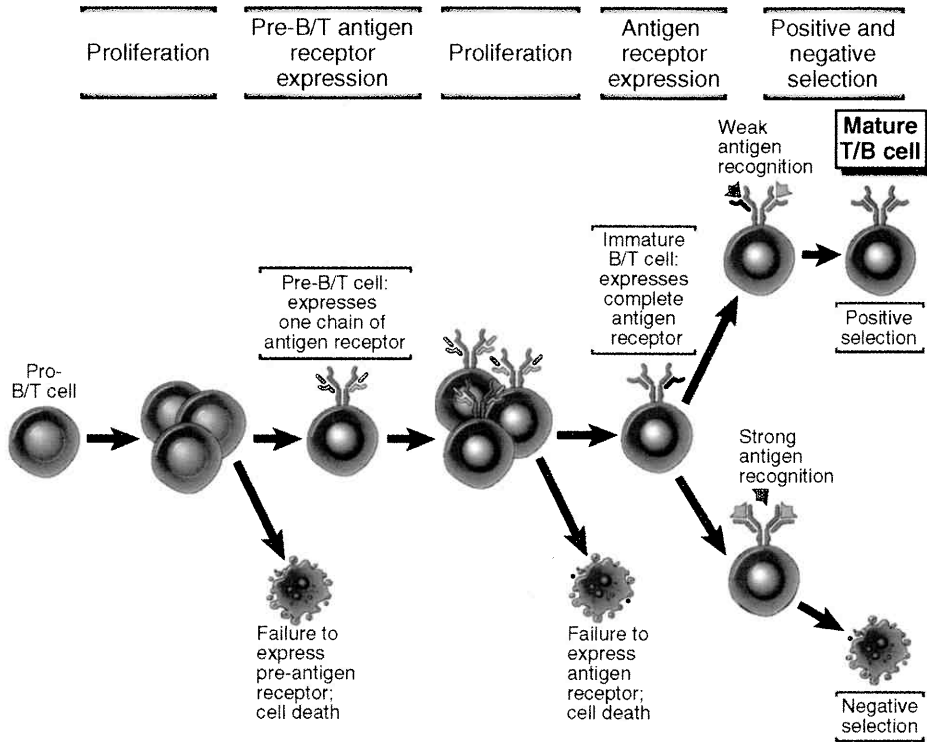 Proliferation
Pre-B/T antigen
receptor
expression
Proliferation
Antigen
receptor
expression
Positive and
negative
selection
Pro-
B/T cell
Pre-B/T cell:
expresses
one chain of
antigen receptor
Immature
B/T cell:
expresses
complete
antigen
receptor
Weak
antigen
recognition
Mature
T/B cell
Positive
selection
Strong
antigen
recognition
Failure to
express
pre-antigen
receptor;
cell death
Failure to
express
antigen
receptor;
cell death
Negative
selection